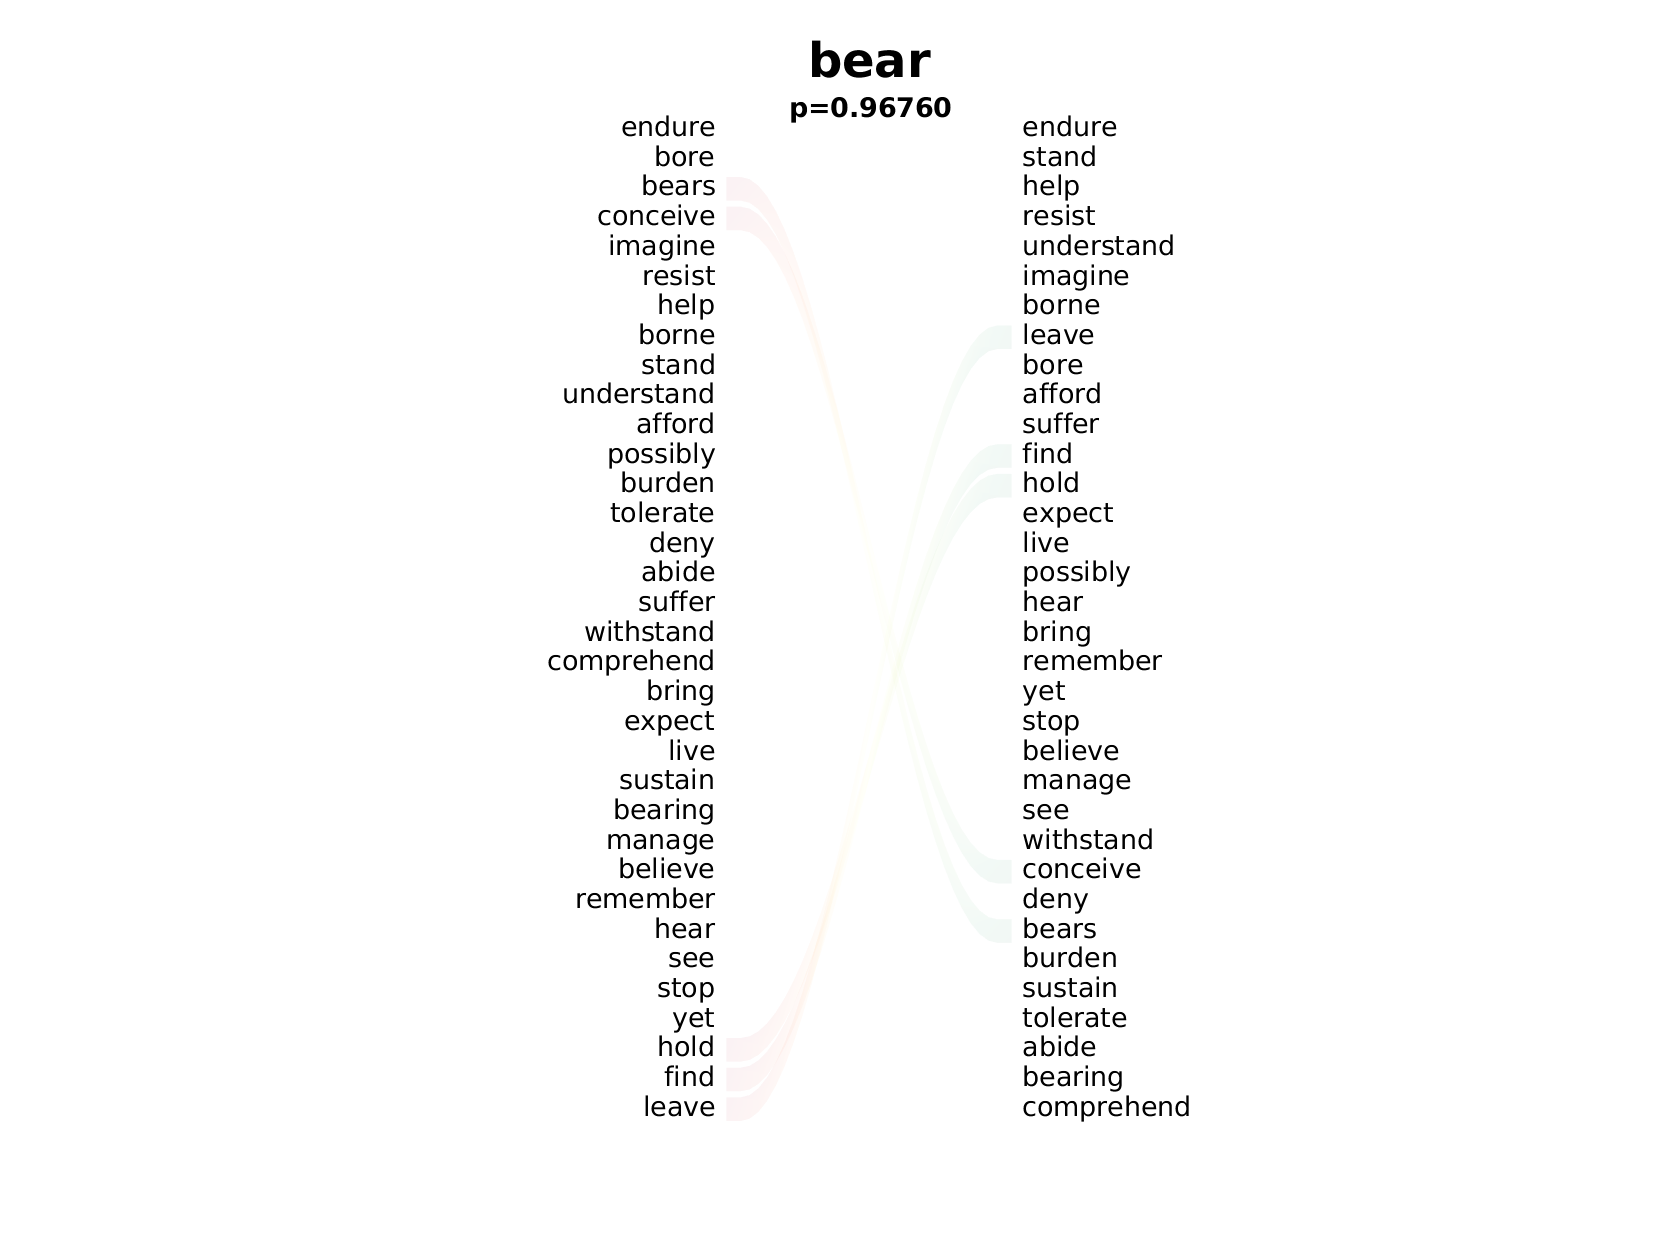 bear
p=0.96760
endure endure
bore stand
bears help
conceive resist
imagine understand
resist imagine
help borne
borne leave
stand bore
understand afford
afford suffer
possibly find
burden hold
tolerate expect
deny live
abide possibly
suffer hear
withstand bring
comprehend remember
bring yet
expect stop
live believe
sustain manage
bearing see
manage withstand
believe conceive
remember deny
hear bears
see burden
stop sustain
yet tolerate
hold abide
find bearing
leave comprehend